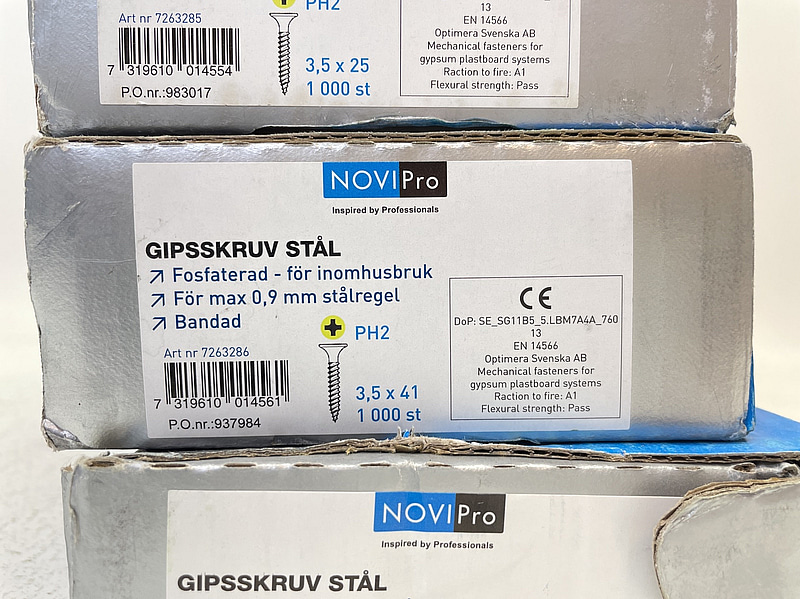 Art nr 7263285
PH2
7 319610 014554
3,5 x 25
1 000 st
P.O.nr.:983017
13
EN 14566
Optimera Svenska AB
Mechanical fasteners for
gypsum plastboard systems
Raction to fire: A1
Flexural strength: Pass
NOVIPro
Inspired by Professionals
GIPSSKRUV STÅL
Fosfaterad - för inomhusbruk
För max 0,9 mm stålregel
Bandad
PH2
Art nr 7263286
7 319610 014561
3,5 x 41
1 000 st
P.O.nr.:937984
CE
DoP: SE_SG11B5_5.LBM7A4A_760
13
EN 14566
Optimera Svenska AB
Mechanical fasteners for
gypsum plastboard systems
Raction to fire: A1
Flexural strength: Pass
NOVIPro
Inspired by Professionals
GIPSSKRUV STÅL